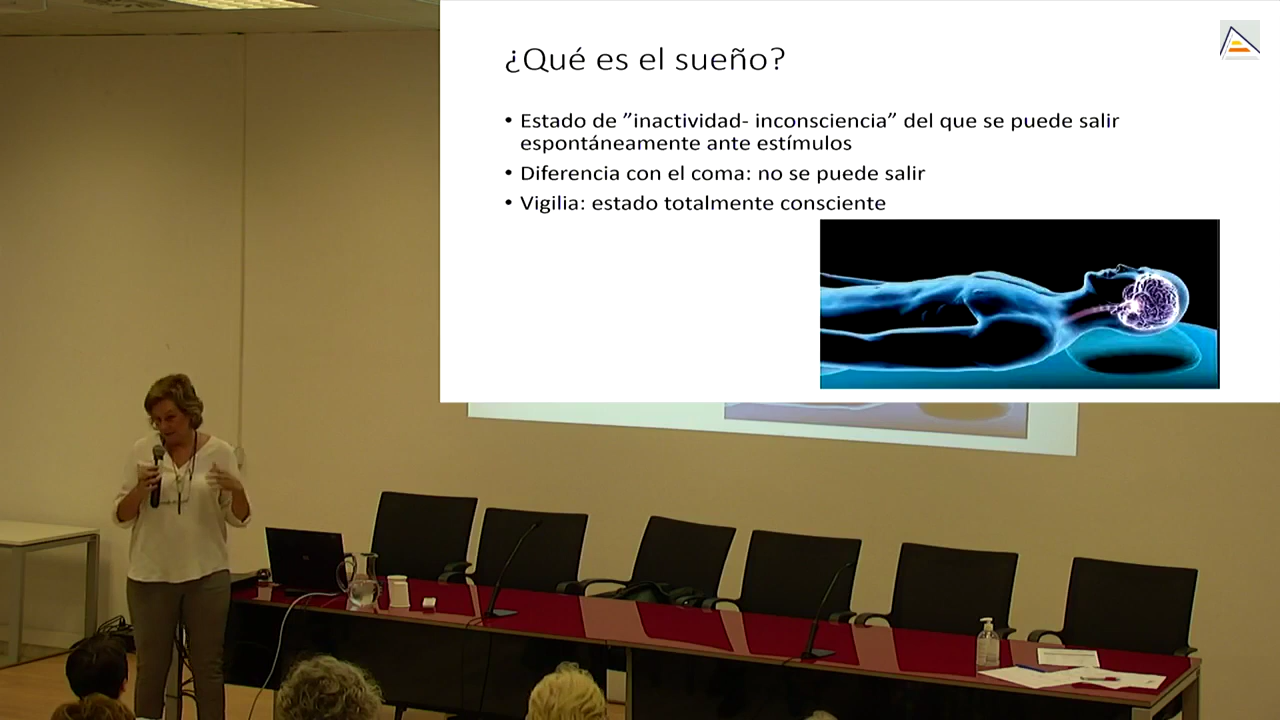 ¿Qué es el sueño?
• Estado de ”inactividad- inconsciencia” del que se puede salir
espontáneamente ante estímulos
• Diferencia con el coma: no se puede salir
• Vigilia: estado totalmente consciente